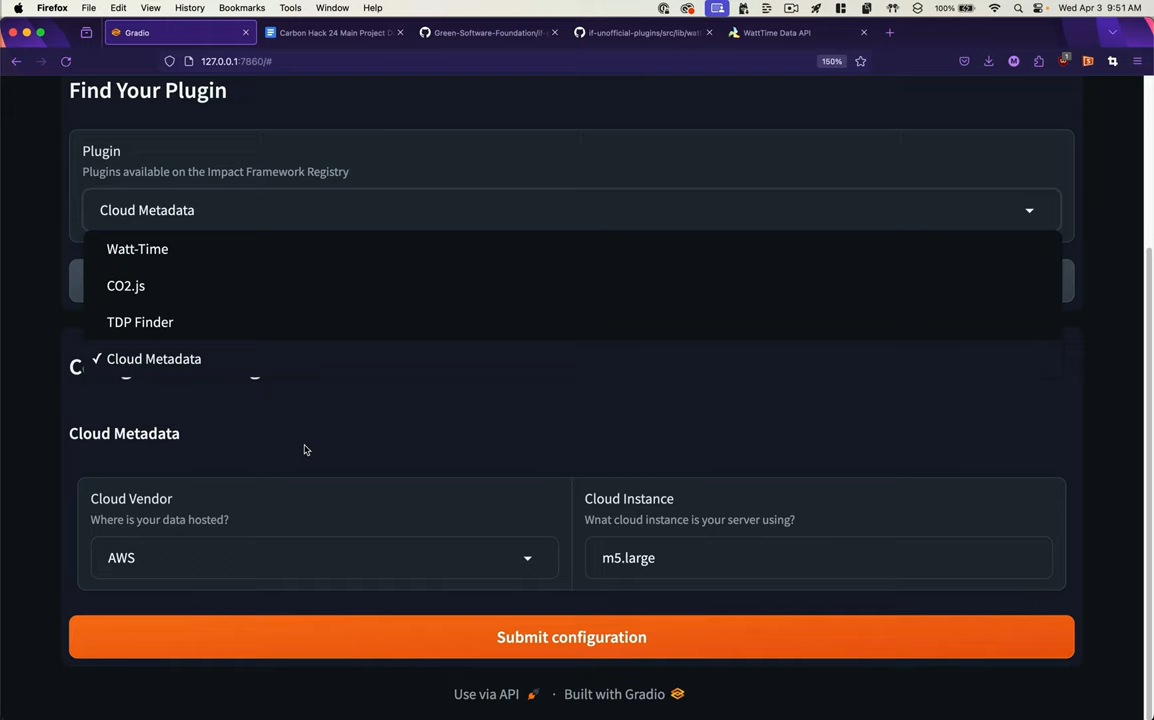 Firefox File Edit View History Bookmarks Tools Window Help 100% Wed Apr 3 9:51 AM
Gradio Carbon Hack 24 Main Project D Green-Software-Foundation/if-p if-unofficial-plugins/src/lib/wat WattTime Data API
127.0.0.1:7860/# 150%
Find Your Plugin
Plugin
Plugins available on the Impact Framework Registry
Cloud Metadata
Watt-Time
CO2.js
TDP Finder
✓ Cloud Metadata
Cloud Metadata
Cloud Vendor
Where is your data hosted?
AWS
Cloud Instance
Wnat cloud instance is your server using?
m5.large
Submit configuration
Use via API · Built with Gradio